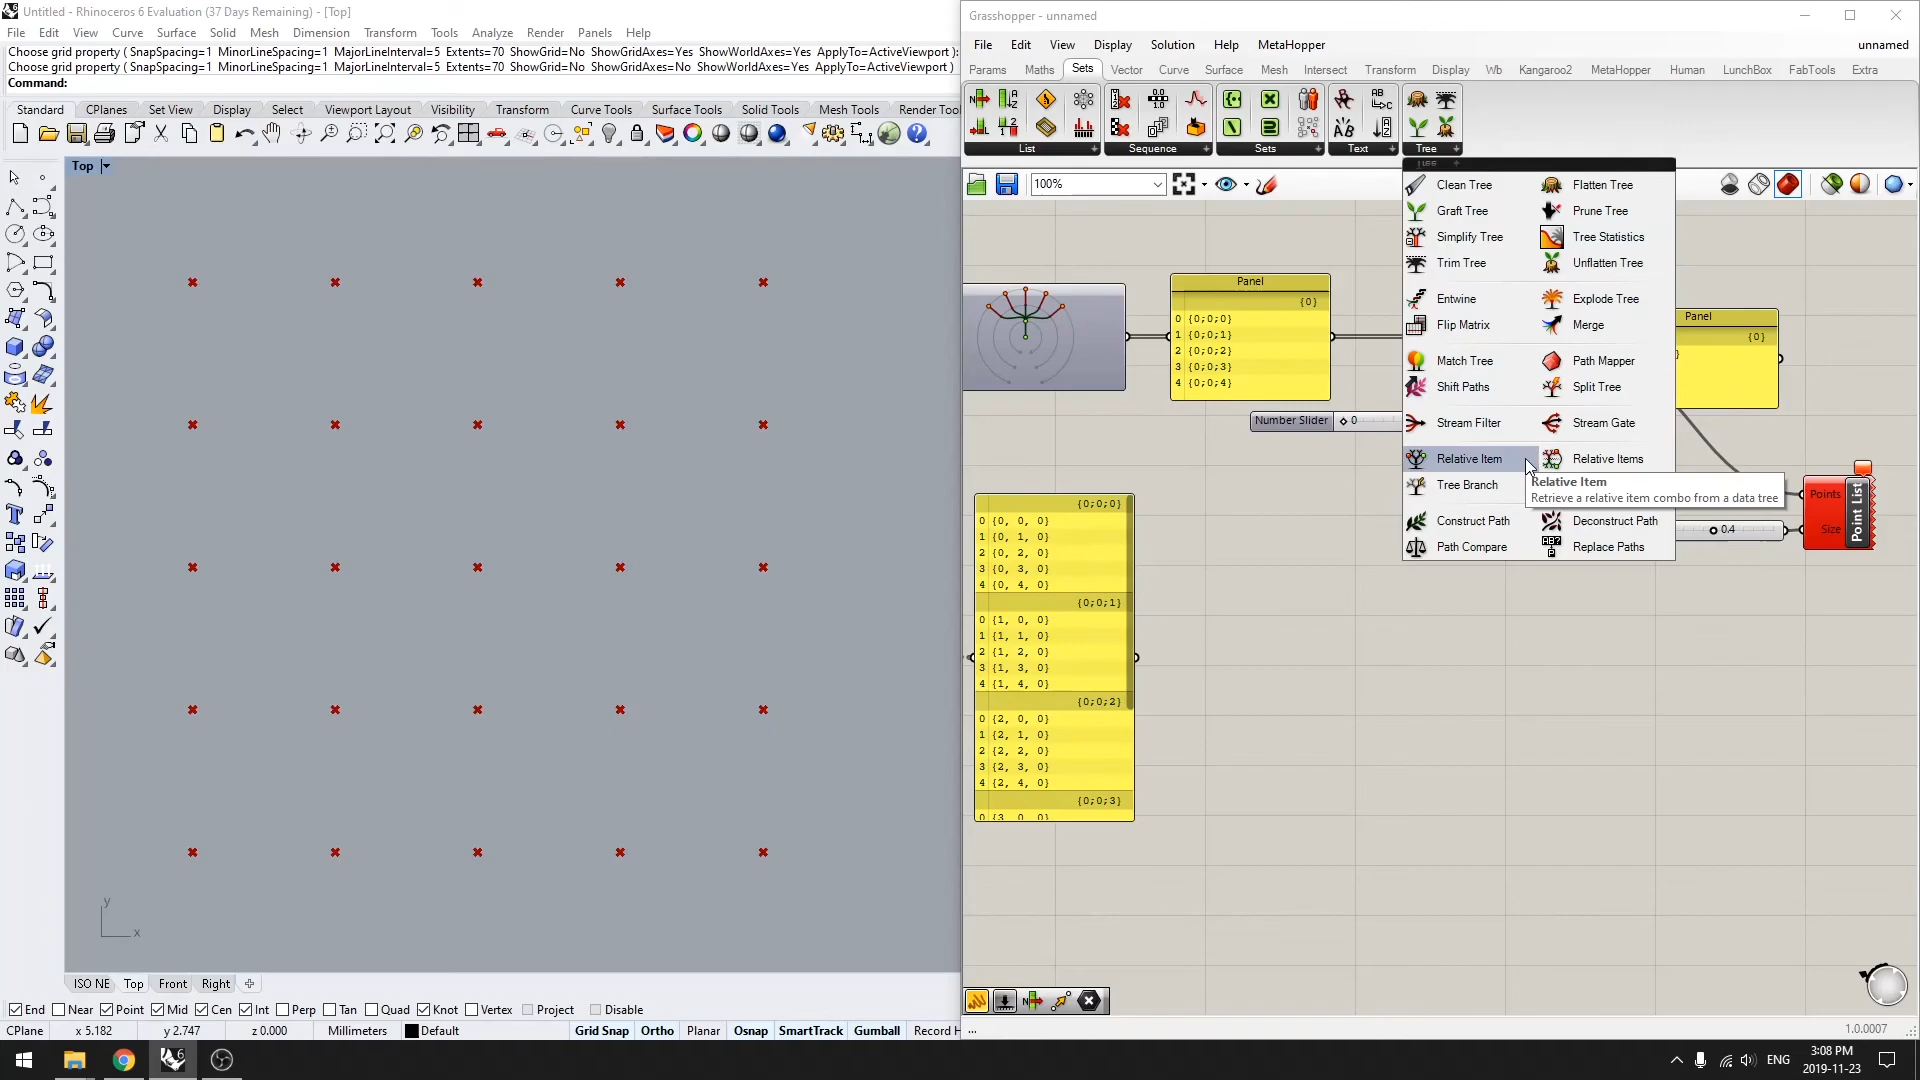 Untitled - Rhinoceros 6 Evaluation (37 Days Remaining) - [Top]
File Edit View Curve Surface Solid Mesh Dimension Transform Tools Analyze Render Panels Help
Choose grid property ( SnapSpacing=1 MinorLineSpacing=1 MajorLineInterval=5 Extents=70 ShowGrid=No ShowGridAxes=Yes ShowWorldAxes=Yes ApplyTo=ActiveViewport ):
Choose grid property ( SnapSpacing=1 MinorLineSpacing=1 MajorLineInterval=5 Extents=70 ShowGrid=No ShowGridAxes=No ShowWorldAxes=Yes ApplyTo=ActiveViewport )
Command:
Standard CPlanes Set View Display Select Viewport Layout Visibility Transform Curve Tools Surface Tools Solid Tools Mesh Tools Render Tool
Top
y
x
ISO NE Top Front Right
End Near Point Mid Cen Int Perp Tan Quad Knot Vertex Project Disable
CPlane x 5.182 y 2.747 z 0.000 Millimeters Default Grid Snap Ortho Planar Osnap SmartTrack Gumball Record H
Grasshopper - unnamed
File Edit View Display Solution Help MetaHopper unnamed
Params Maths Sets Vector Curve Surface Mesh Intersect Transform Display Wb Kangaroo2 MetaHopper Human LunchBox FabTools Extra
List Sequence Sets Text Tree
100%
Clean Tree Flatten Tree
Graft Tree Prune Tree
Simplify Tree Tree Statistics
Trim Tree Unflatten Tree
Entwine Explode Tree
Flip Matrix Merge
Match Tree Path Mapper
Shift Paths Split Tree
Stream Filter Stream Gate
Relative Item Relative Items
Tree Branch
Construct Path Deconstruct Path
Path Compare Replace Paths
Relative Item
Retrieve a relative item combo from a data tree
Panel
{0}
0 {0;0;0}
1 {0;0;1}
2 {0;0;2}
3 {0;0;3}
4 {0;0;4}
Number Slider 0
Panel
{0}
Points
Size
Point List
0.4
{0;0;0}
0 {0, 0, 0}
1 {0, 1, 0}
2 {0, 2, 0}
3 {0, 3, 0}
4 {0, 4, 0}
{0;0;1}
0 {1, 0, 0}
1 {1, 1, 0}
2 {1, 2, 0}
3 {1, 3, 0}
4 {1, 4, 0}
{0;0;2}
0 {2, 0, 0}
1 {2, 1, 0}
2 {2, 2, 0}
3 {2, 3, 0}
4 {2, 4, 0}
{0;0;3}
0 {3, 0, 0}
...
1.0.0007
ENG
3:08 PM
2019-11-23